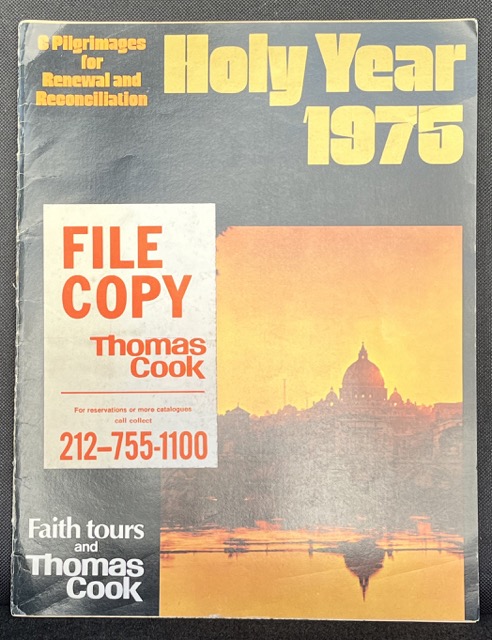 6 Pilgrimages
for
Renewal and
Reconciliation
Holy Year
1975
FILE
COPY
Thomas
Cook
For reservations or more catalogues
call collect
212-755-1100
Faith tours
and
Thomas
Cook